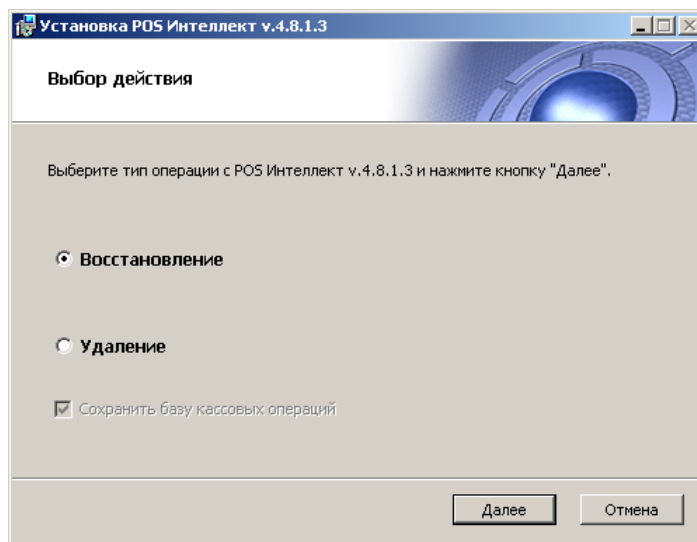 Установка POS Интеллект v.4.8.1.3
Выбор действия
Выберите тип операции с POS Интеллект v.4.8.1.3 и нажмите кнопку "Далее".
Восстановление
Удаление
Сохранить базу кассовых операций
Далее
Отмена